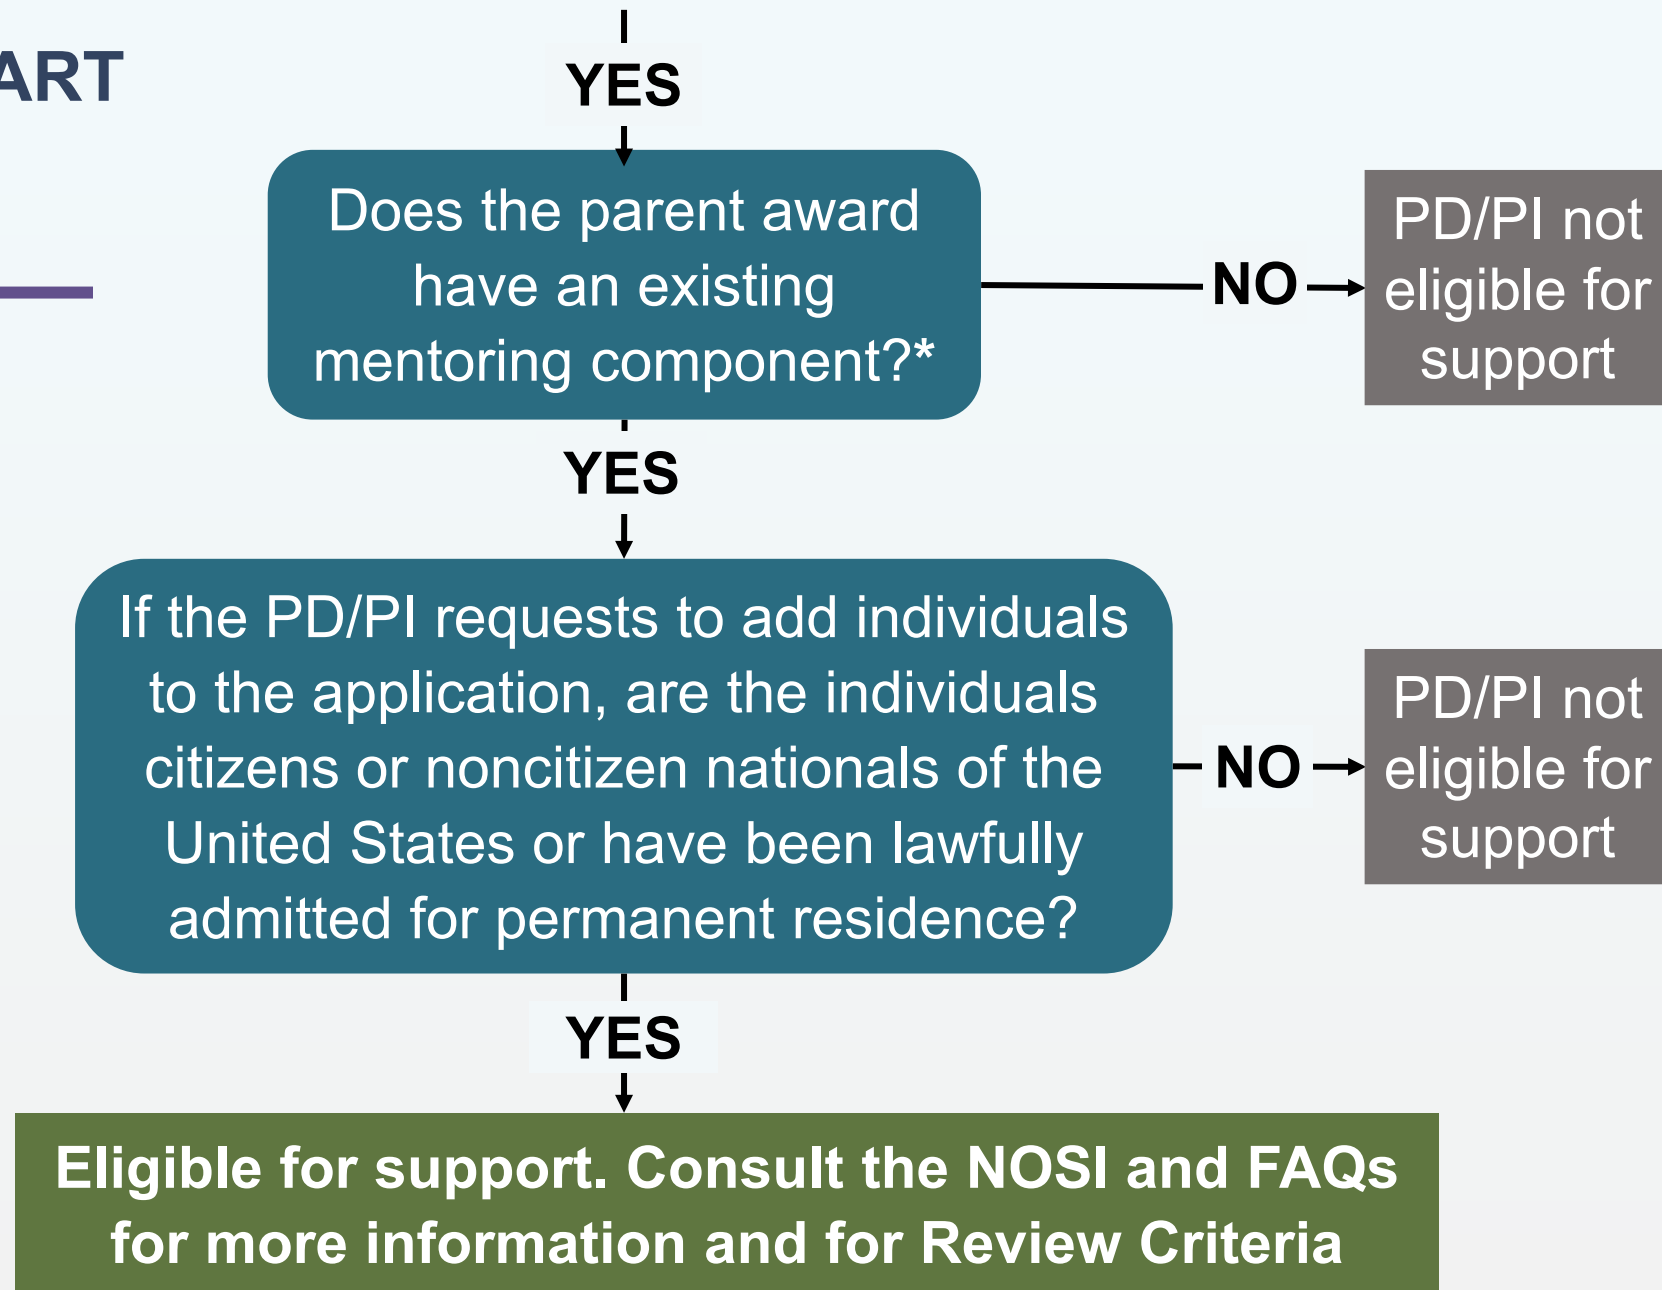 ART
YES
Does the parent award
have an existing
mentoring component?*
NO
PD/PI not
eligible for
support
YES
If the PD/PI requests to add individuals
to the application, are the individuals
citizens or noncitizen nationals of the
United States or have been lawfully
admitted for permanent residence?
NO
PD/PI not
eligible for
support
YES
Eligible for support. Consult the NOSI and FAQs
for more information and for Review Criteria